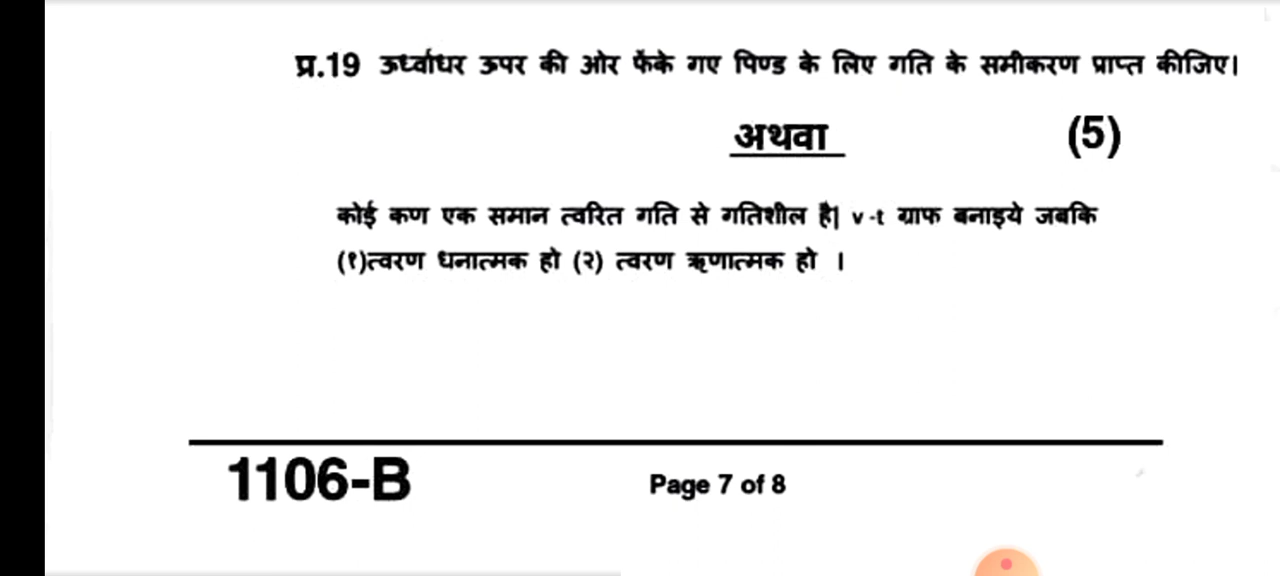 प्र.19 ऊर्ध्वाधर ऊपर की ओर फेंके गए पिण्ड के लिए गति के समीकरण प्राप्त कीजिए।
अथवा (5)
कोई कण एक समान त्वरित गति से गतिशील है| v -t ग्राफ बनाइये जबकि
(१)त्वरण धनात्मक हो (२) त्वरण ऋणात्मक हो ।
1106-B Page 7 of 8